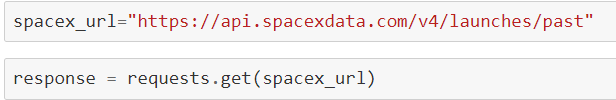 spacex_url="https://api.spacexdata.com/v4/launches/past"
response = requests.get(spacex_url)